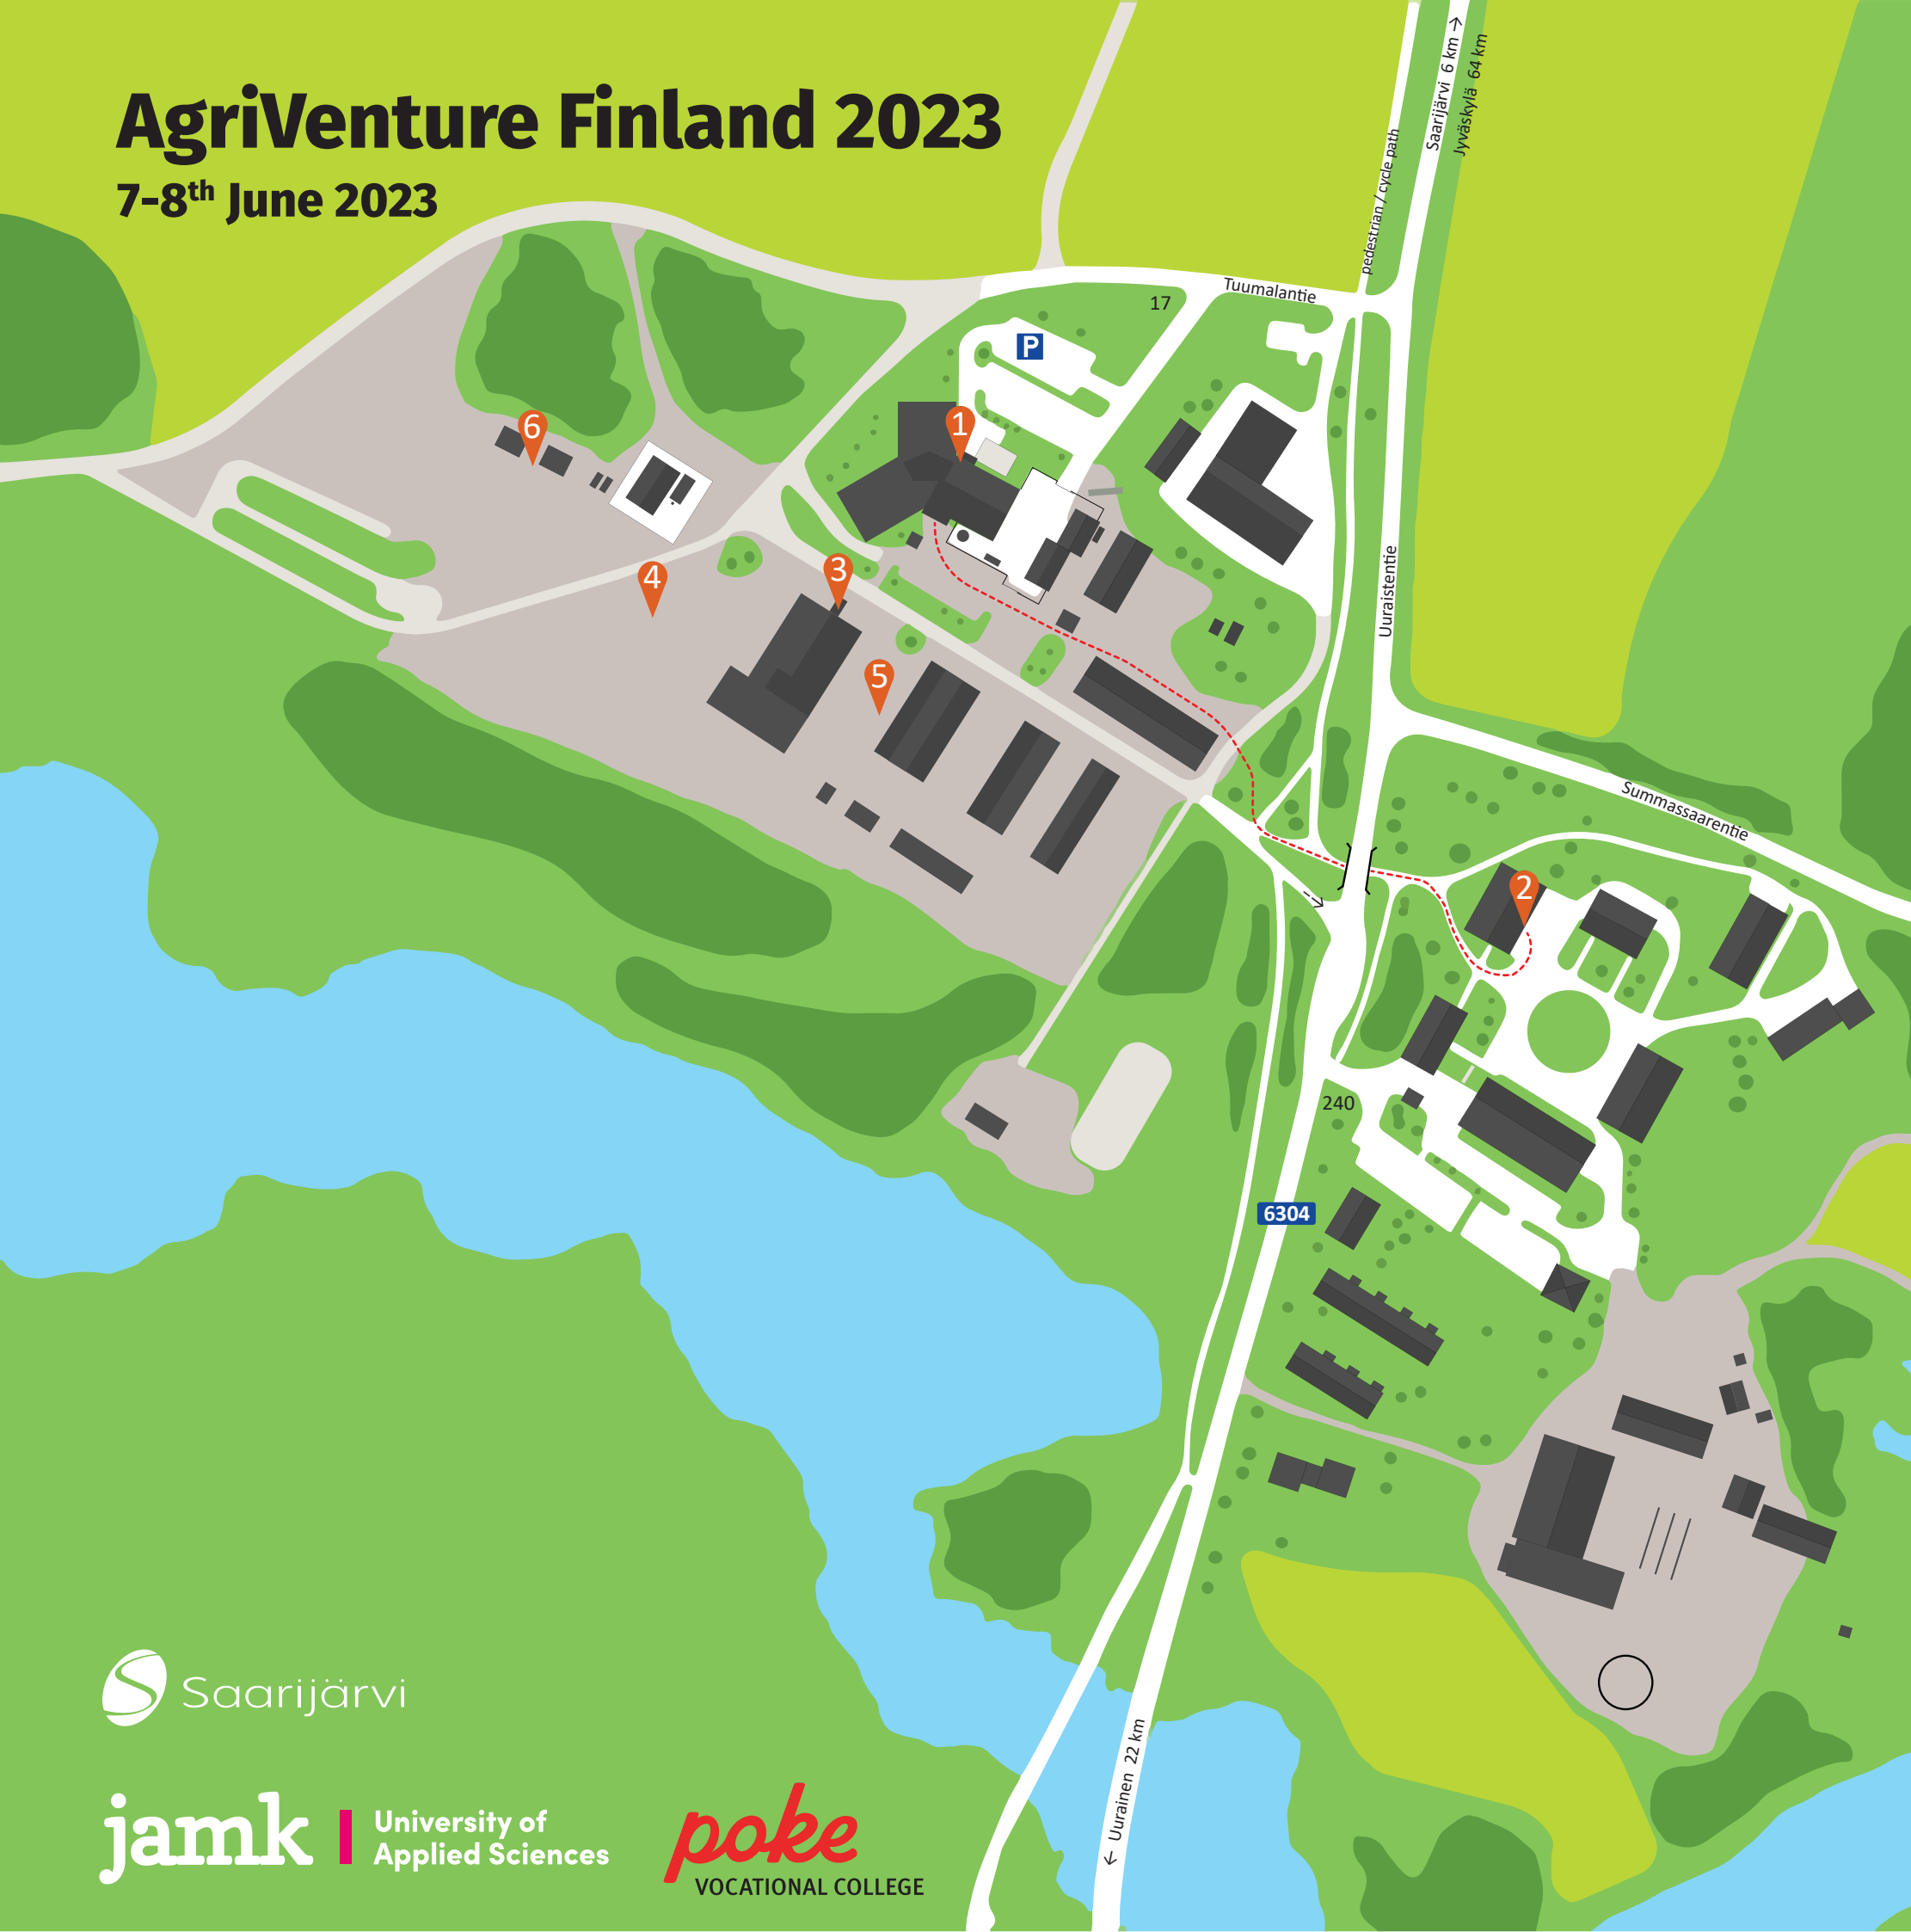 AgriVenture Finland 2023
7-8th June 2023
Saarijärvi 6 km →
Jyväskylä 64 km
pedestrian / cycle path
Tuumalantie
17
P
1
6
3
4
5
Uuraistentie
Summassaarentie
2
→
240
6304
Saarijärvi
← Uurainen 22 km
jamk
University of
Applied Sciences
poke
VOCATIONAL COLLEGE